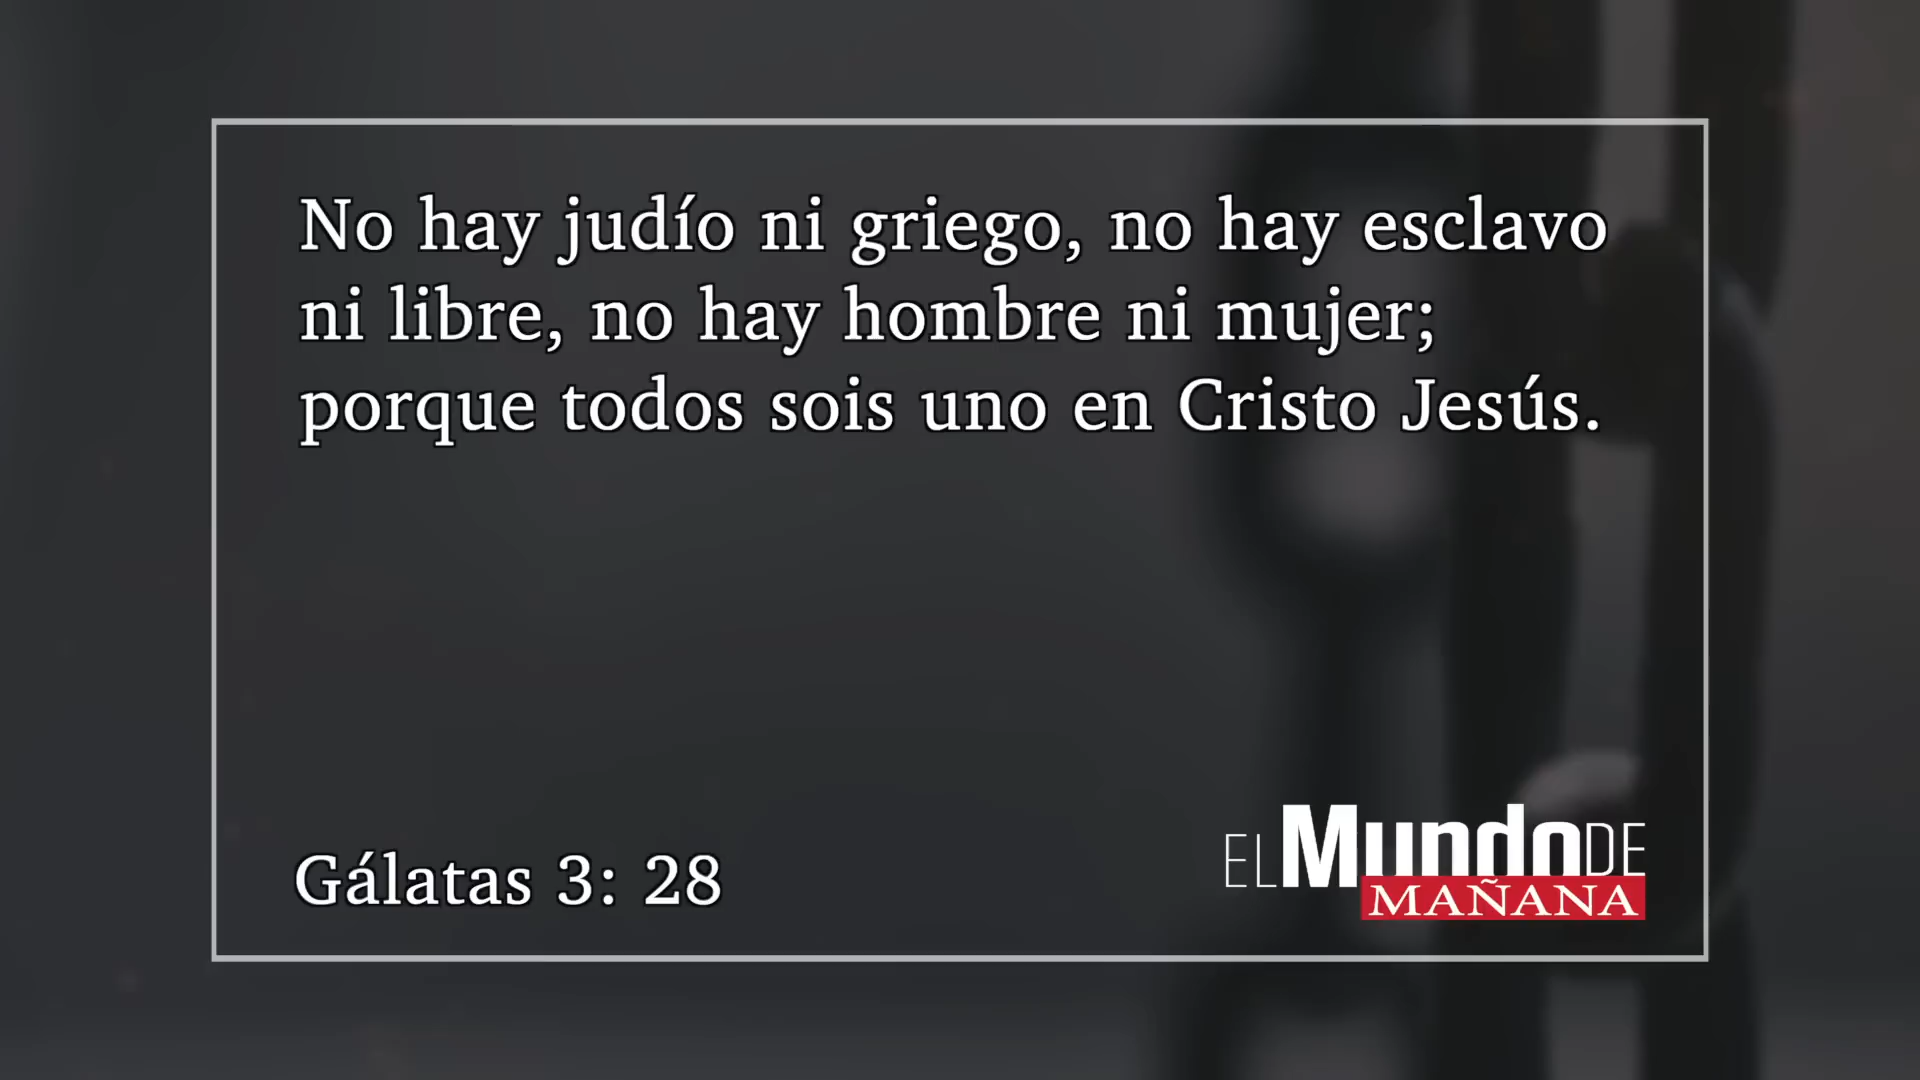 No hay judío ni griego, no hay esclavo
ni libre, no hay hombre ni mujer;
porque todos sois uno en Cristo Jesús.
Gálatas 3: 28
EL Mundo DE
MAÑANA